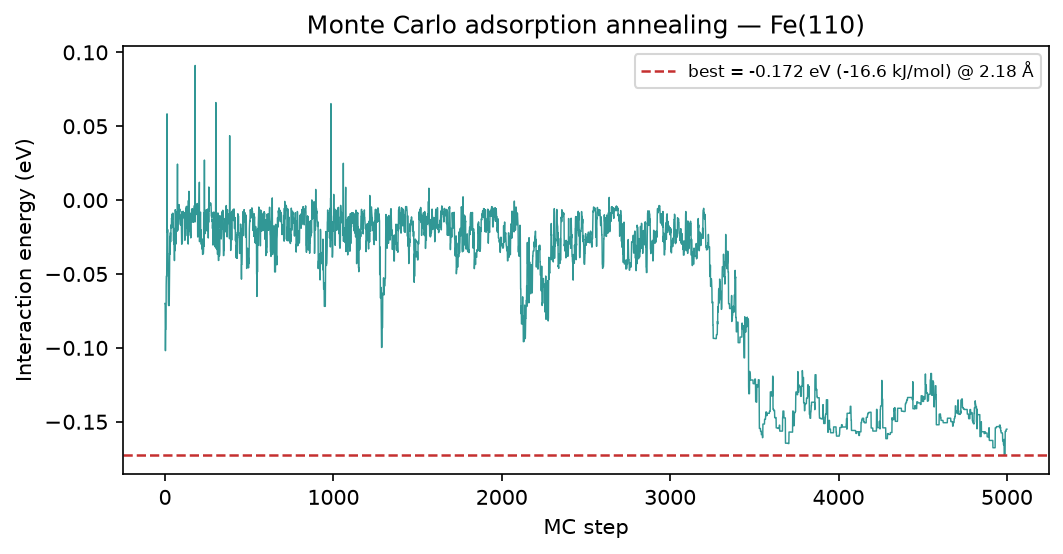 Monte Carlo adsorption annealing — Fe(110)
best = -0.172 eV (-16.6 kJ/mol) @ 2.18 Å
Interaction energy (eV)
0.10
0.05
0.00
−0.05
−0.10
−0.15
0 1000 2000 3000 4000 5000
MC step